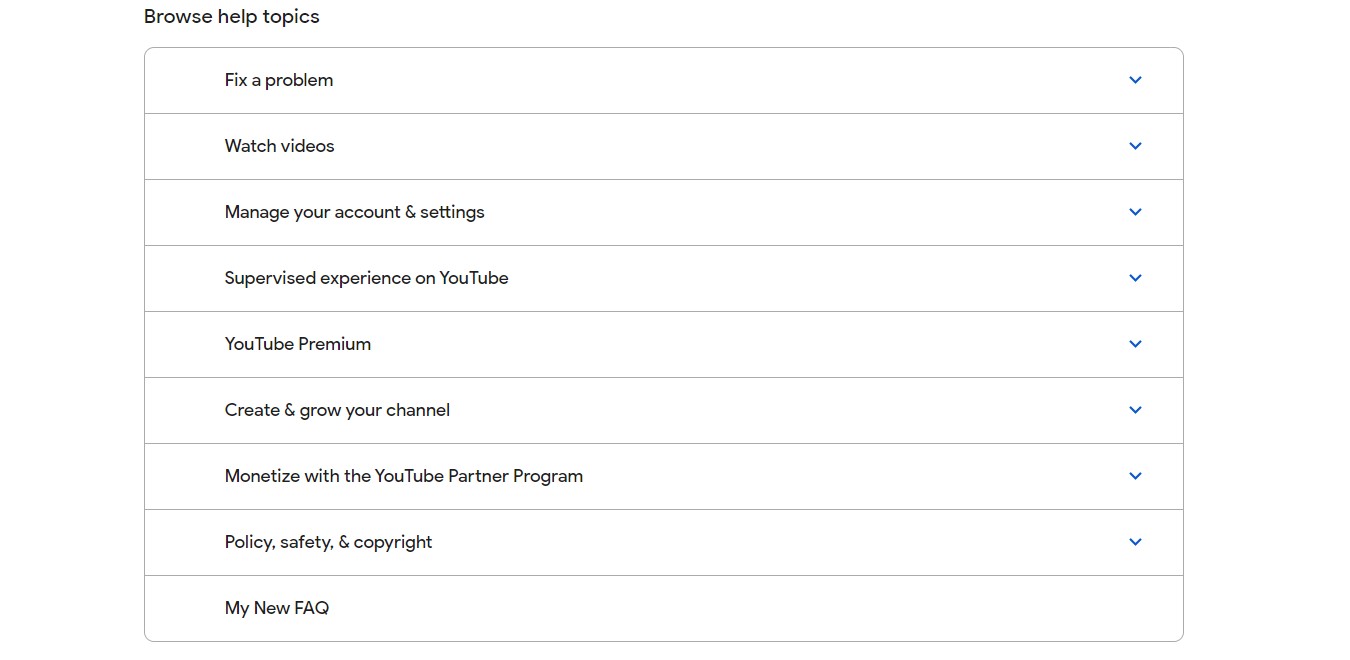 Browse help topics
Fix a problem
Watch videos
Manage your account & settings
Supervised experience on YouTube
YouTube Premium
Create & grow your channel
Monetize with the YouTube Partner Program
Policy, safety, & copyright
My New FAQ